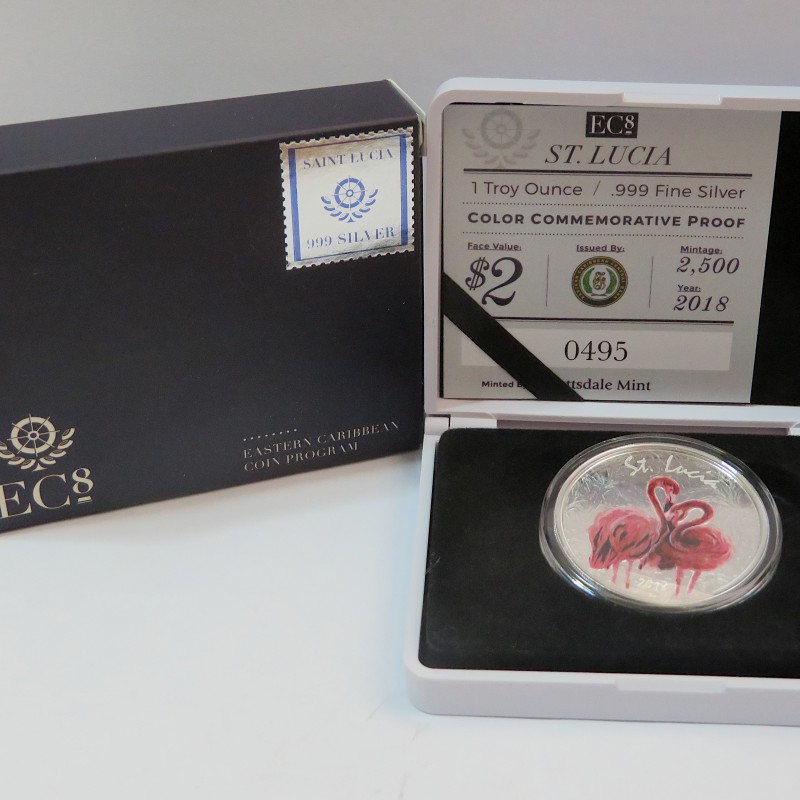 SAINT LUCIA
999 SILVER
EC8
EASTERN CARIBBEAN
COIN PROGRAM
EC8
ST. LUCIA
1 Troy Ounce / .999 Fine Silver
COLOR COMMEMORATIVE PROOF
Face Value:
$2
Issued By:
Mintage:
2,500
Year:
2018
0495
Minted Mint
St. Lucia